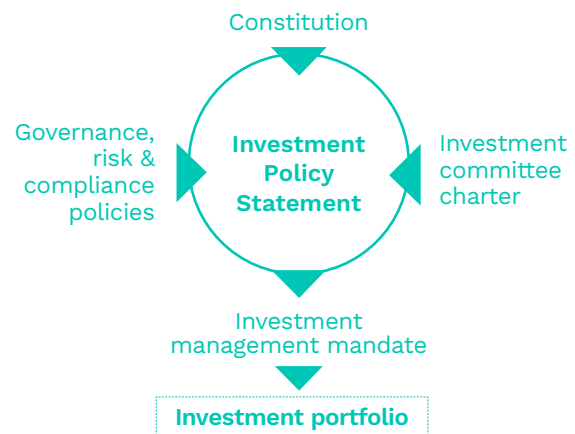 Constitution
Governance,
risk &
compliance
policies
Investment
Policy
Statement
Investment
committee
charter
Investment
management mandate
Investment portfolio